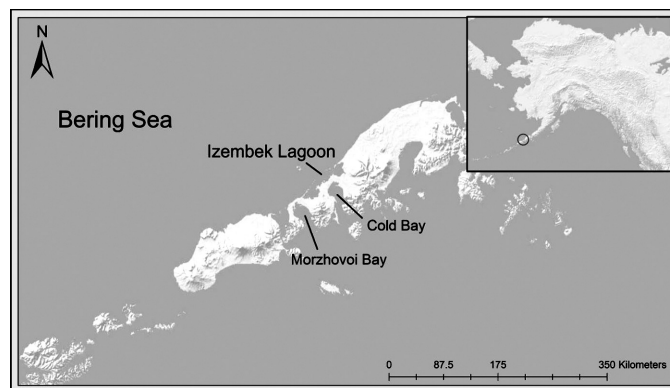 N
Bering Sea
Izembek Lagoon
Cold Bay
Morzhovoi Bay
0 87.5 175 350 Kilometers